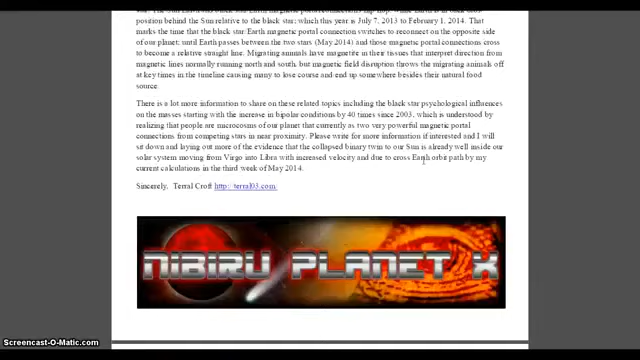 position behind the Sun relative to the black star; which this year is July 7, 2013 to February 1, 2014. That
marks the time that the black star/Earth magnetic portal connection switches to reconnect on the opposite side
of our planet; until Earth passes between the two stars (May 2014) and those magnetic portal connections cross
to become a relative straight line. Migrating animals have magnetite in their tissues that interpret direction from
magnetic lines normally running north and south, but magnetic field disruption throws the migrating animals off
at key times in the timeline causing many to lose course and end up somewhere besides their natural food
source.
There is a lot more information to share on these related topics including the black star psychological influences
on the masses starting with the increase in bipolar conditions by 40 times since 2003, which is understood by
realizing that people are microcosms of our planet that currently as two very powerful magnetic portal
connections from competing stars in near proximity. Please write for more information if interested and I will
sit down and laying out more of the evidence that the collapsed binary twin to our Sun is already well inside our
solar system moving from Virgo into Libra with increased velocity and due to cross Earth orbit path by my
current calculations in the third week of May 2014.
Sincerely, Terral Croft http:// terral03.com/
NIBIRU PLANET X
Screencast-O-Matic.com